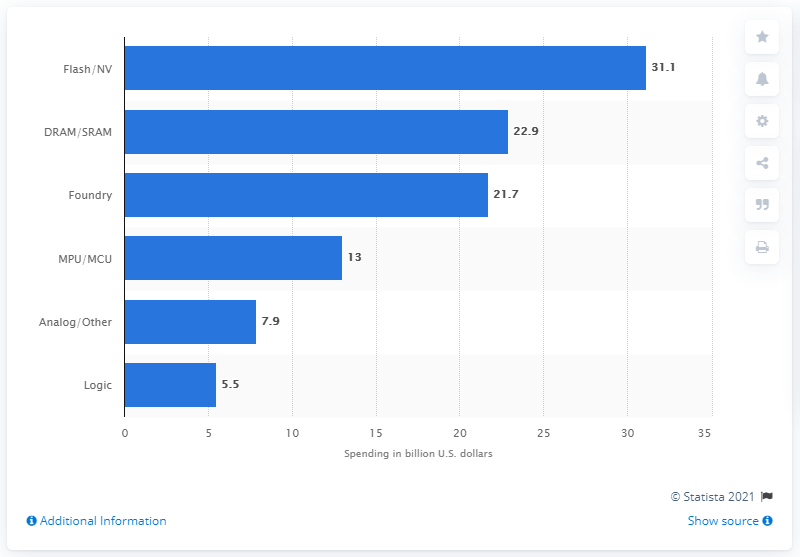 Flash/NV 31.1
DRAM/SRAM 22.9
Foundry 21.7
MPU/MCU 13
Analog/Other 7.9
Logic 5.5
0 5 10 15 20 25 30 35
Spending in billion U.S. dollars
© Statista 2021
Additional Information Show source